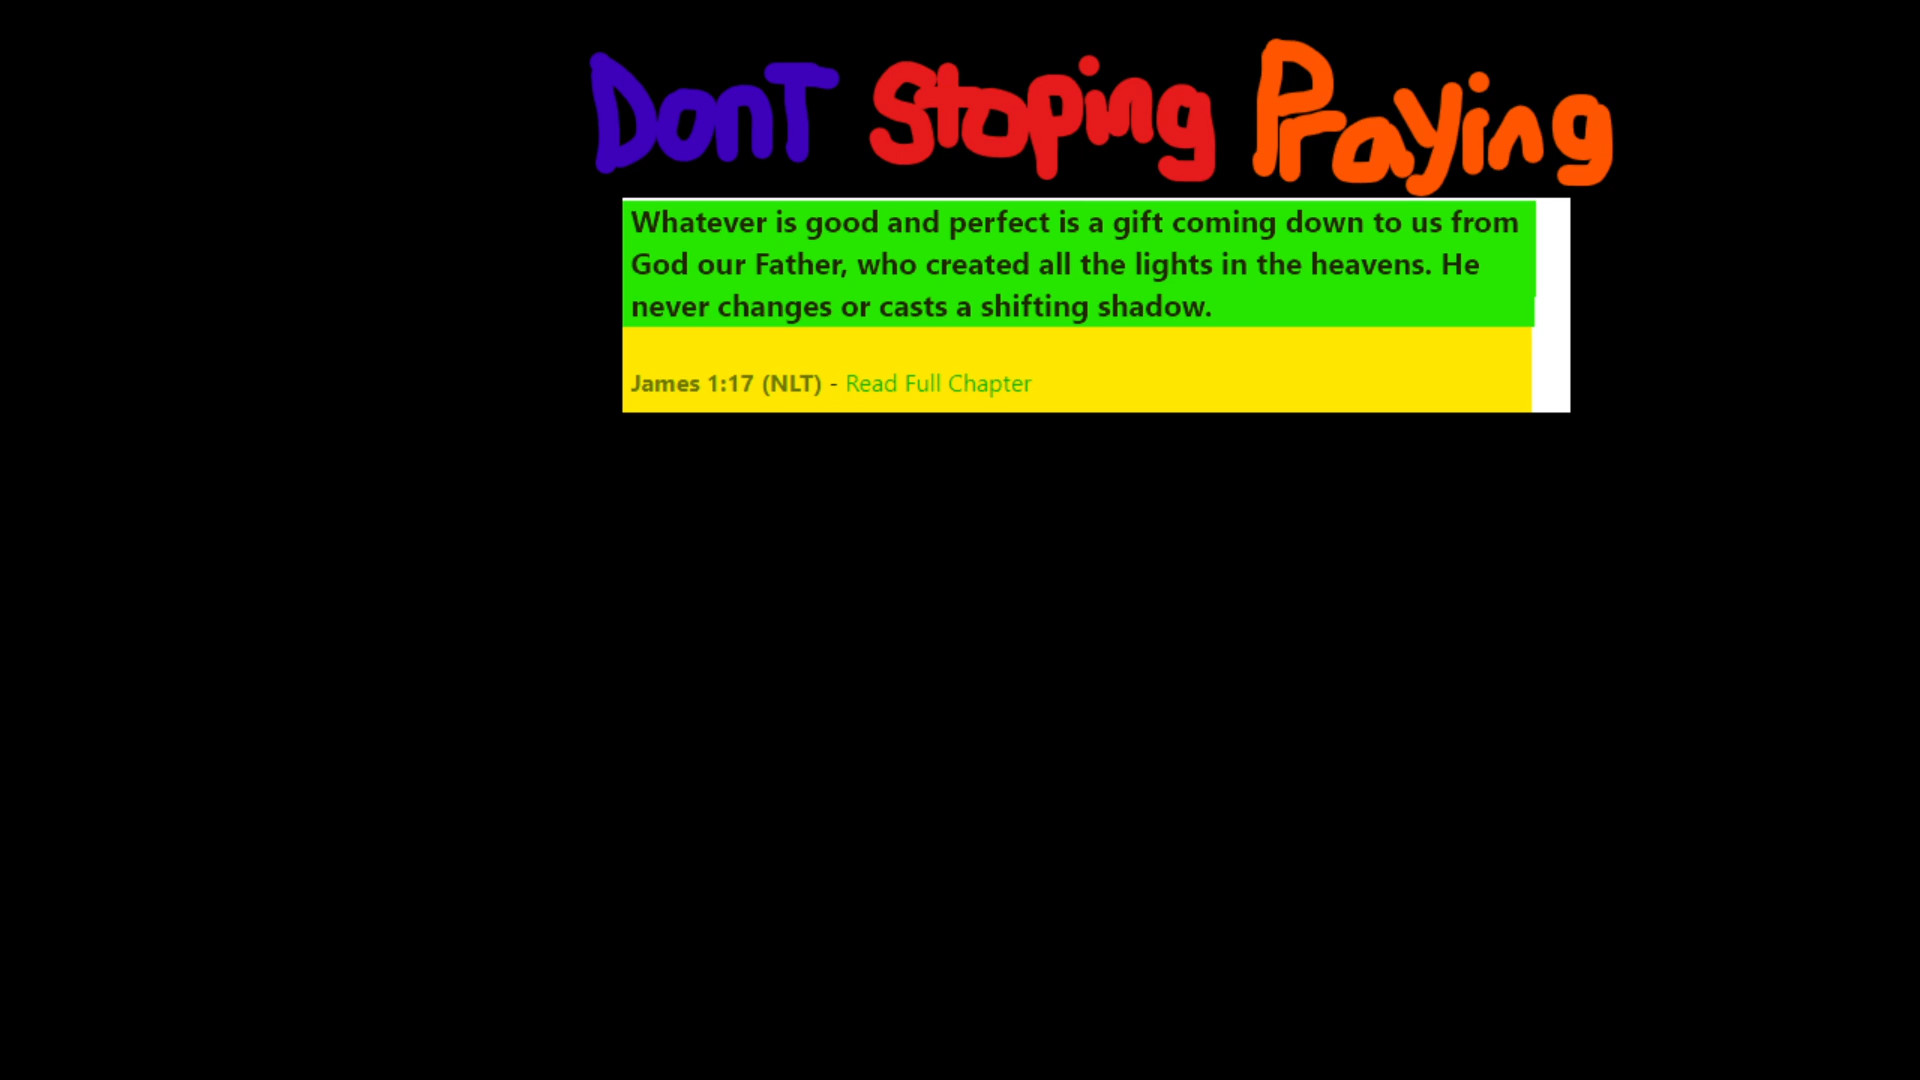 DonT Stoping Praying
Whatever is good and perfect is a gift coming down to us from
God our Father, who created all the lights in the heavens. He
never changes or casts a shifting shadow.
James 1:17 (NLT) - Read Full Chapter